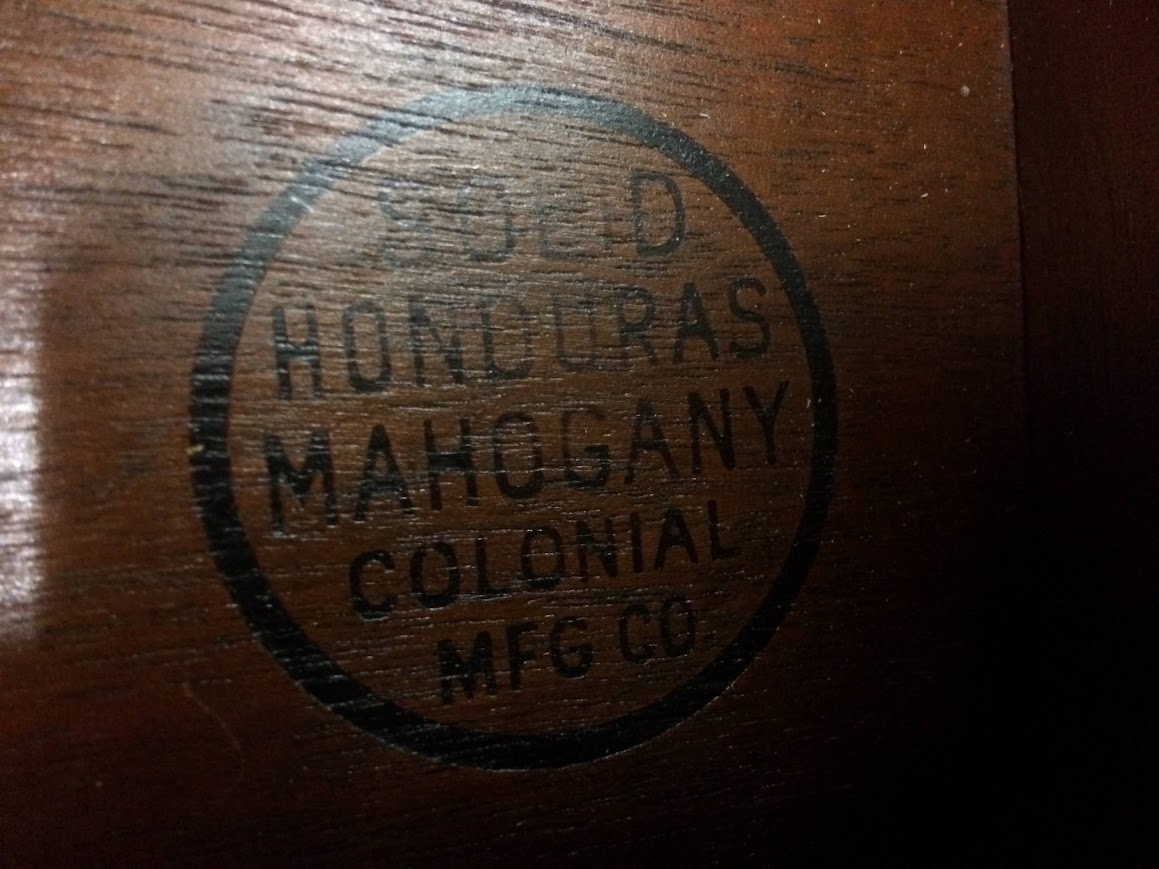 SOLID
HONDURAS
MAHOGANY
COLONIAL
MFG CO.